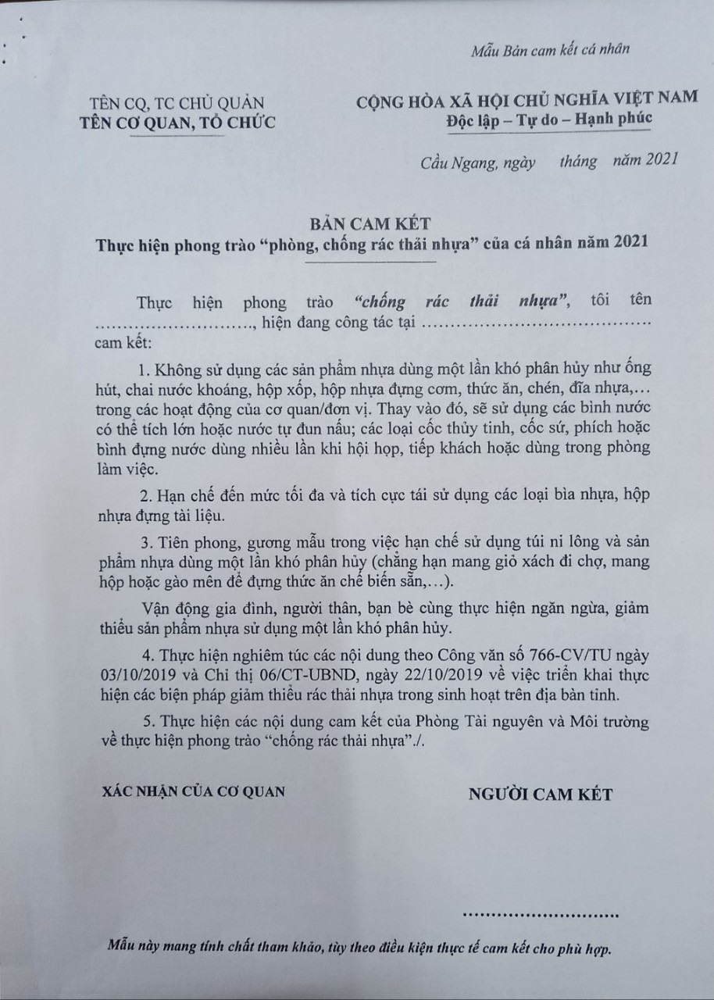 Mẫu Bản cam kết cá nhân
TÊN CQ, TC CHỦ QUẢN
TÊN CƠ QUAN, TỔ CHỨC
CỘNG HÒA XÃ HỘI CHỦ NGHĨA VIỆT NAM
Độc lập – Tự do – Hạnh phúc
Cầu Ngang, ngày tháng năm 2021
BẢN CAM KẾT
Thực hiện phong trào “phòng, chống rác thải nhựa” của cá nhân năm 2021
Thực hiện phong trào “chống rác thải nhựa”, tôi tên
............................., hiện đang công tác tại ..........................................
cam kết:
1. Không sử dụng các sản phẩm nhựa dùng một lần khó phân hủy như ống
hút, chai nước khoáng, hộp xốp, hộp nhựa đựng cơm, thức ăn, chén, đĩa nhựa,…
trong các hoạt động của cơ quan/đơn vị. Thay vào đó, sẽ sử dụng các bình nước
có thể tích lớn hoặc nước tự đun nấu; các loại cốc thủy tinh, cốc sứ, phích hoặc
bình đựng nước dùng nhiều lần khi hội họp, tiếp khách hoặc dùng trong phòng
làm việc.
2. Hạn chế đến mức tối đa và tích cực tái sử dụng các loại bìa nhựa, hộp
nhựa đựng tài liệu.
3. Tiên phong, gương mẫu trong việc hạn chế sử dụng túi ni lông và sản
phẩm nhựa dùng một lần khó phân hủy (chẳng hạn mang giỏ xách đi chợ, mang
hộp hoặc gào mên để đựng thức ăn chế biến sẵn,…).
Vận động gia đình, người thân, bạn bè cùng thực hiện ngăn ngừa, giảm
thiểu sản phẩm nhựa sử dụng một lần khó phân hủy.
4. Thực hiện nghiêm túc các nội dung theo Công văn số 766-CV/TU ngày
03/10/2019 và Chỉ thị 06/CT-UBND, ngày 22/10/2019 về việc triển khai thực
hiện các biện pháp giảm thiểu rác thải nhựa trong sinh hoạt trên địa bàn tỉnh.
5. Thực hiện các nội dung cam kết của Phòng Tài nguyên và Môi trường
về thực hiện phong trào “chống rác thải nhựa”./.
XÁC NHẬN CỦA CƠ QUAN
NGƯỜI CAM KẾT
.............................
Mẫu này mang tính chất tham khảo, tùy theo điều kiện thực tế cam kết cho phù hợp.